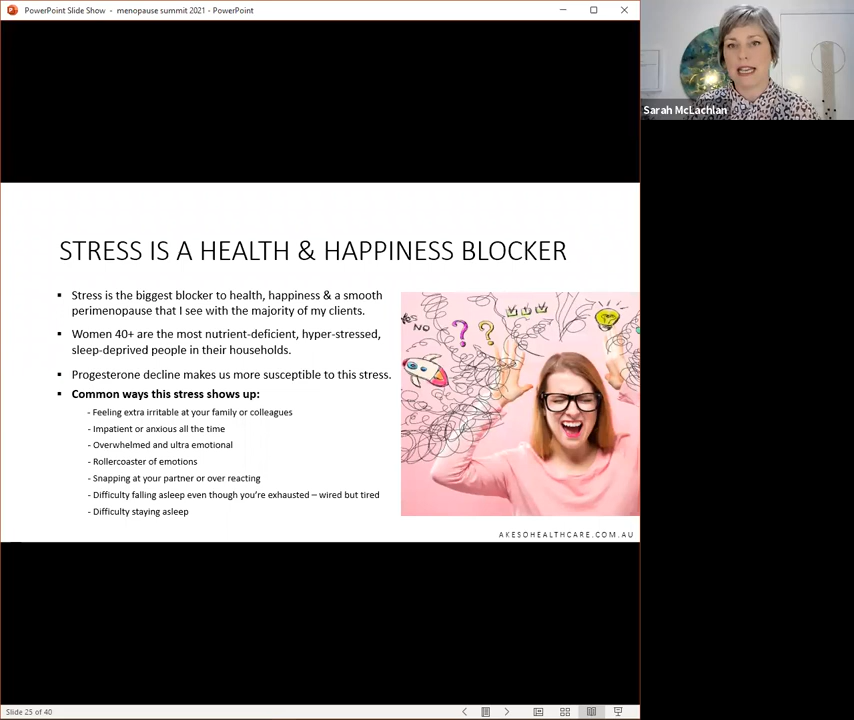 PowerPoint Slide Show - menopause summit 2021 - PowerPoint
Sarah McLachlan
STRESS IS A HEALTH & HAPPINESS BLOCKER
▪ Stress is the biggest blocker to health, happiness & a smooth
perimenopause that I see with the majority of my clients.
▪ Women 40+ are the most nutrient-deficient, hyper-stressed,
sleep-deprived people in their households.
▪ Progesterone decline makes us more susceptible to this stress.
▪ Common ways this stress shows up:
- Feeling extra irritable at your family or colleagues
- Impatient or anxious all the time
- Overwhelmed and ultra emotional
- Rollercoaster of emotions
- Snapping at your partner or over reacting
- Difficulty falling asleep even though you're exhausted – wired but tired
- Difficulty staying asleep
YES
NO
? ?
AKESOHEALTHCARE.COM.AU
Slide 25 of 40